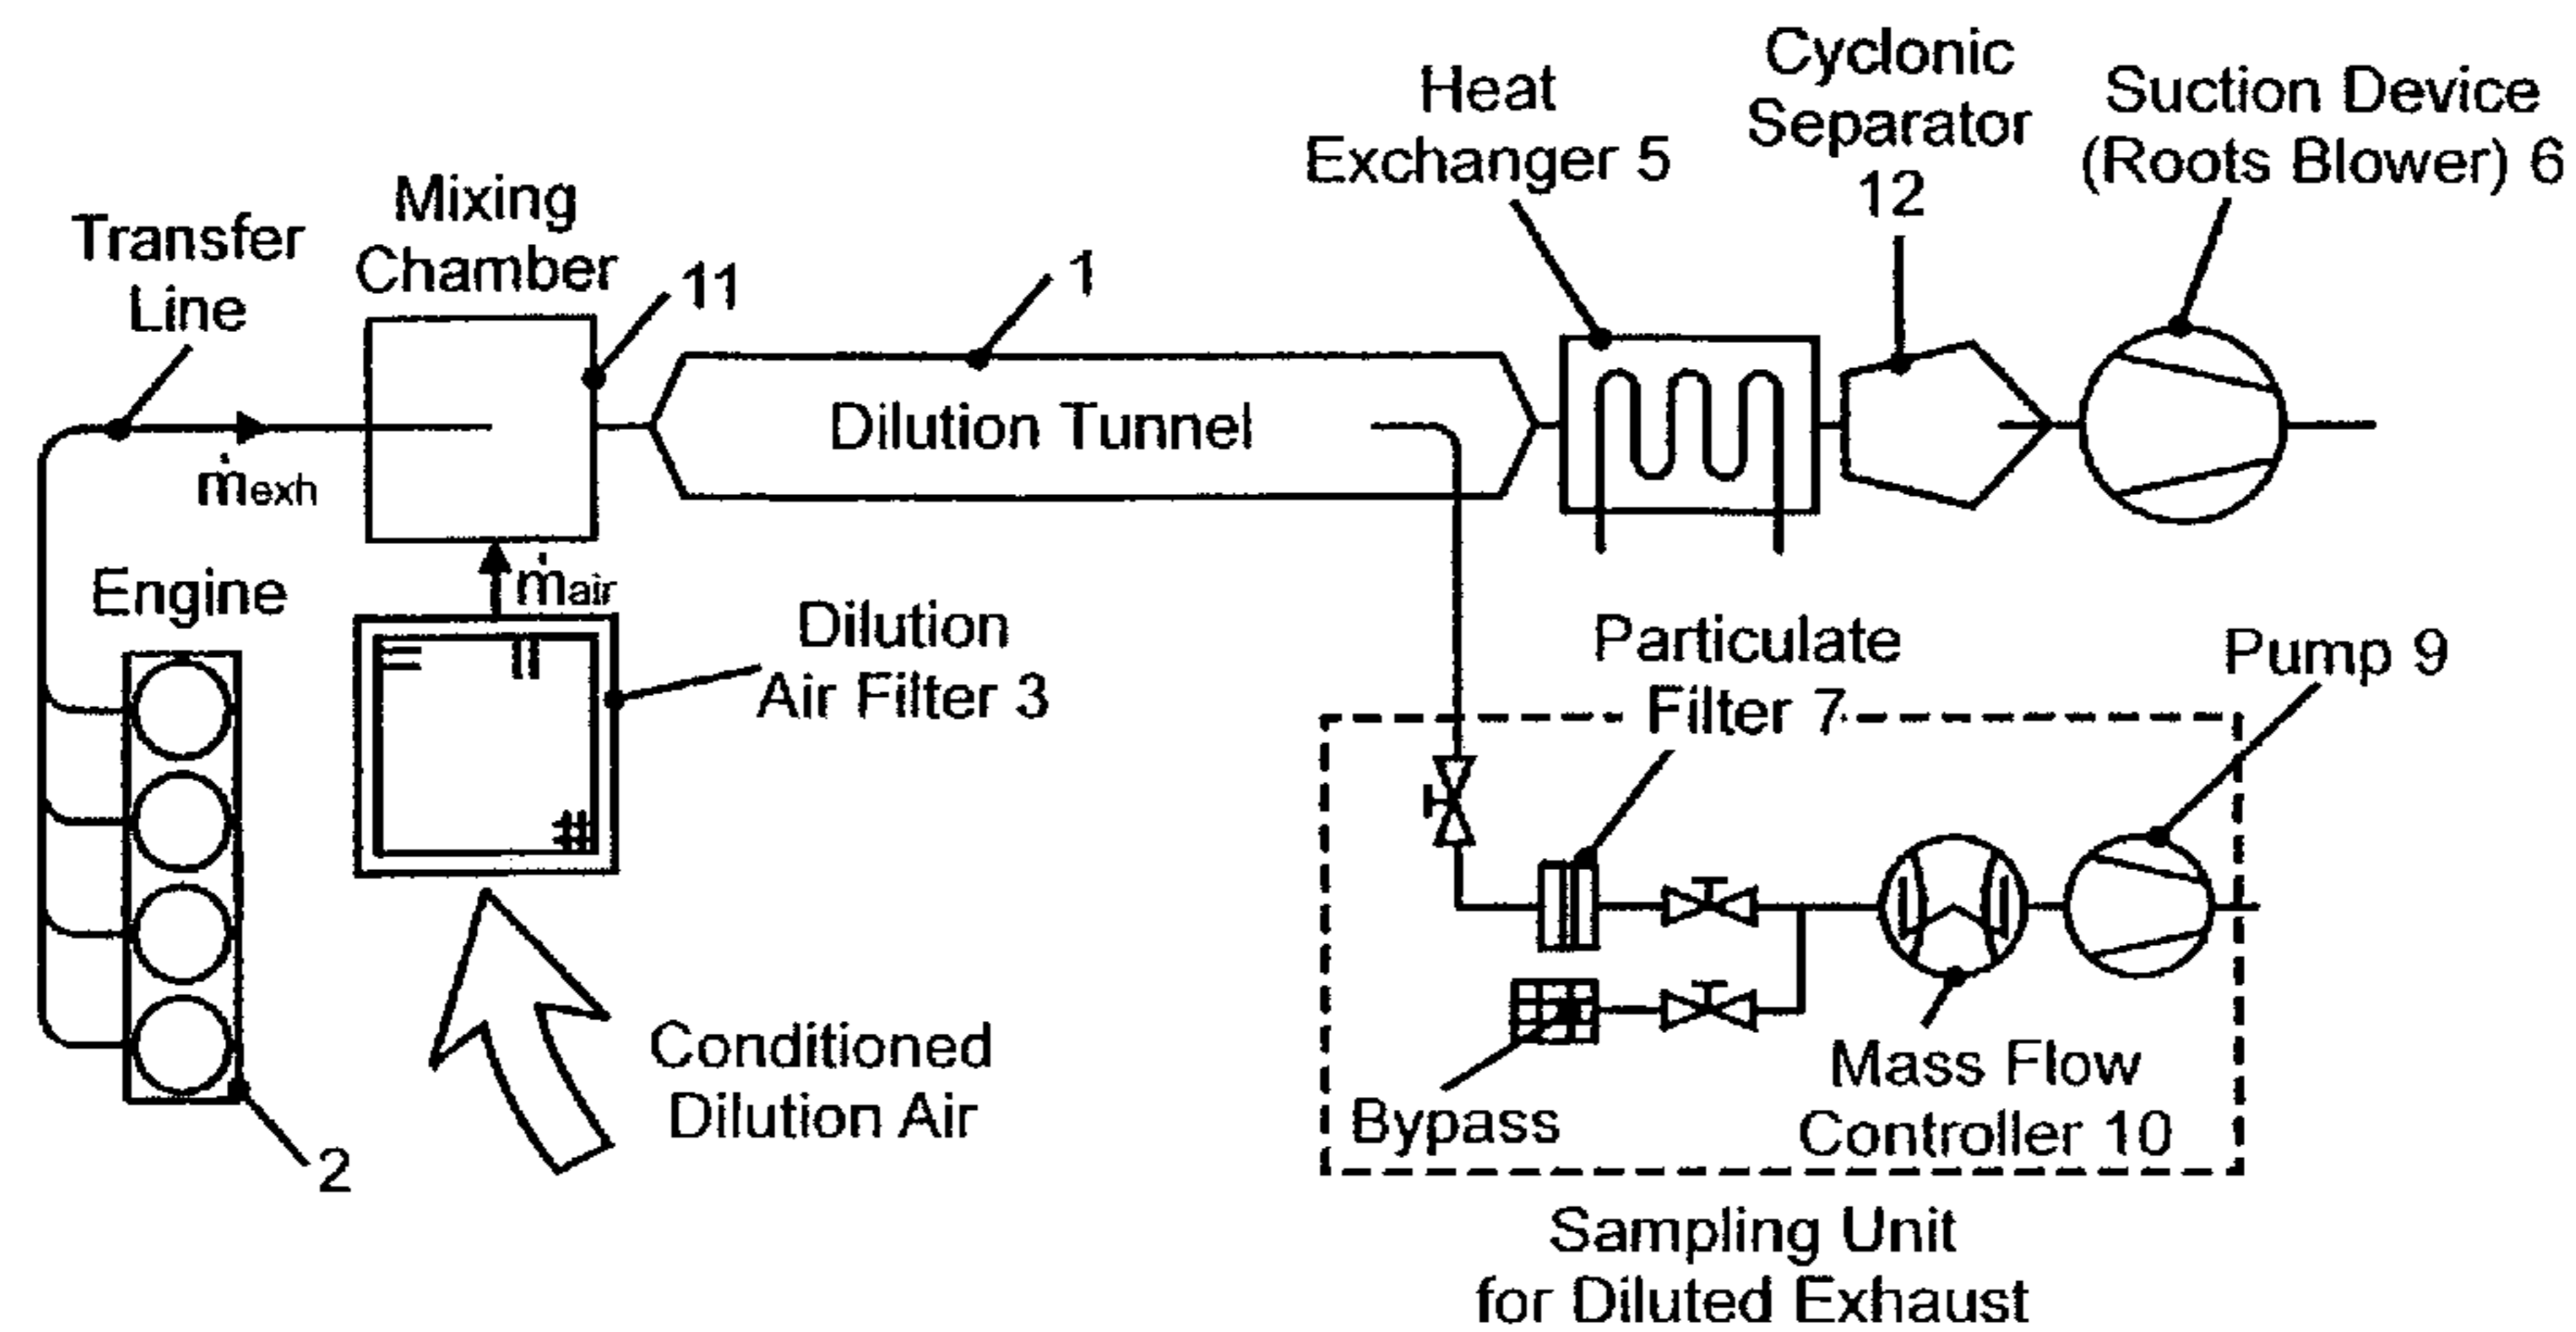 Cyclonic
Separator
12
Heat
Exchanger 5
Suction Device
(Roots Blower) 6
Mixing
Chamber
11
1
Transfer
Line
Dilution Tunnel
ṁexh
ṁair
Engine
Dilution
Air Filter 3
Particulate
Filter 7
Pump 9
Conditioned
Dilution Air
Mass Flow
Controller 10
Bypass
2
Sampling Unit
for Diluted Exhaust